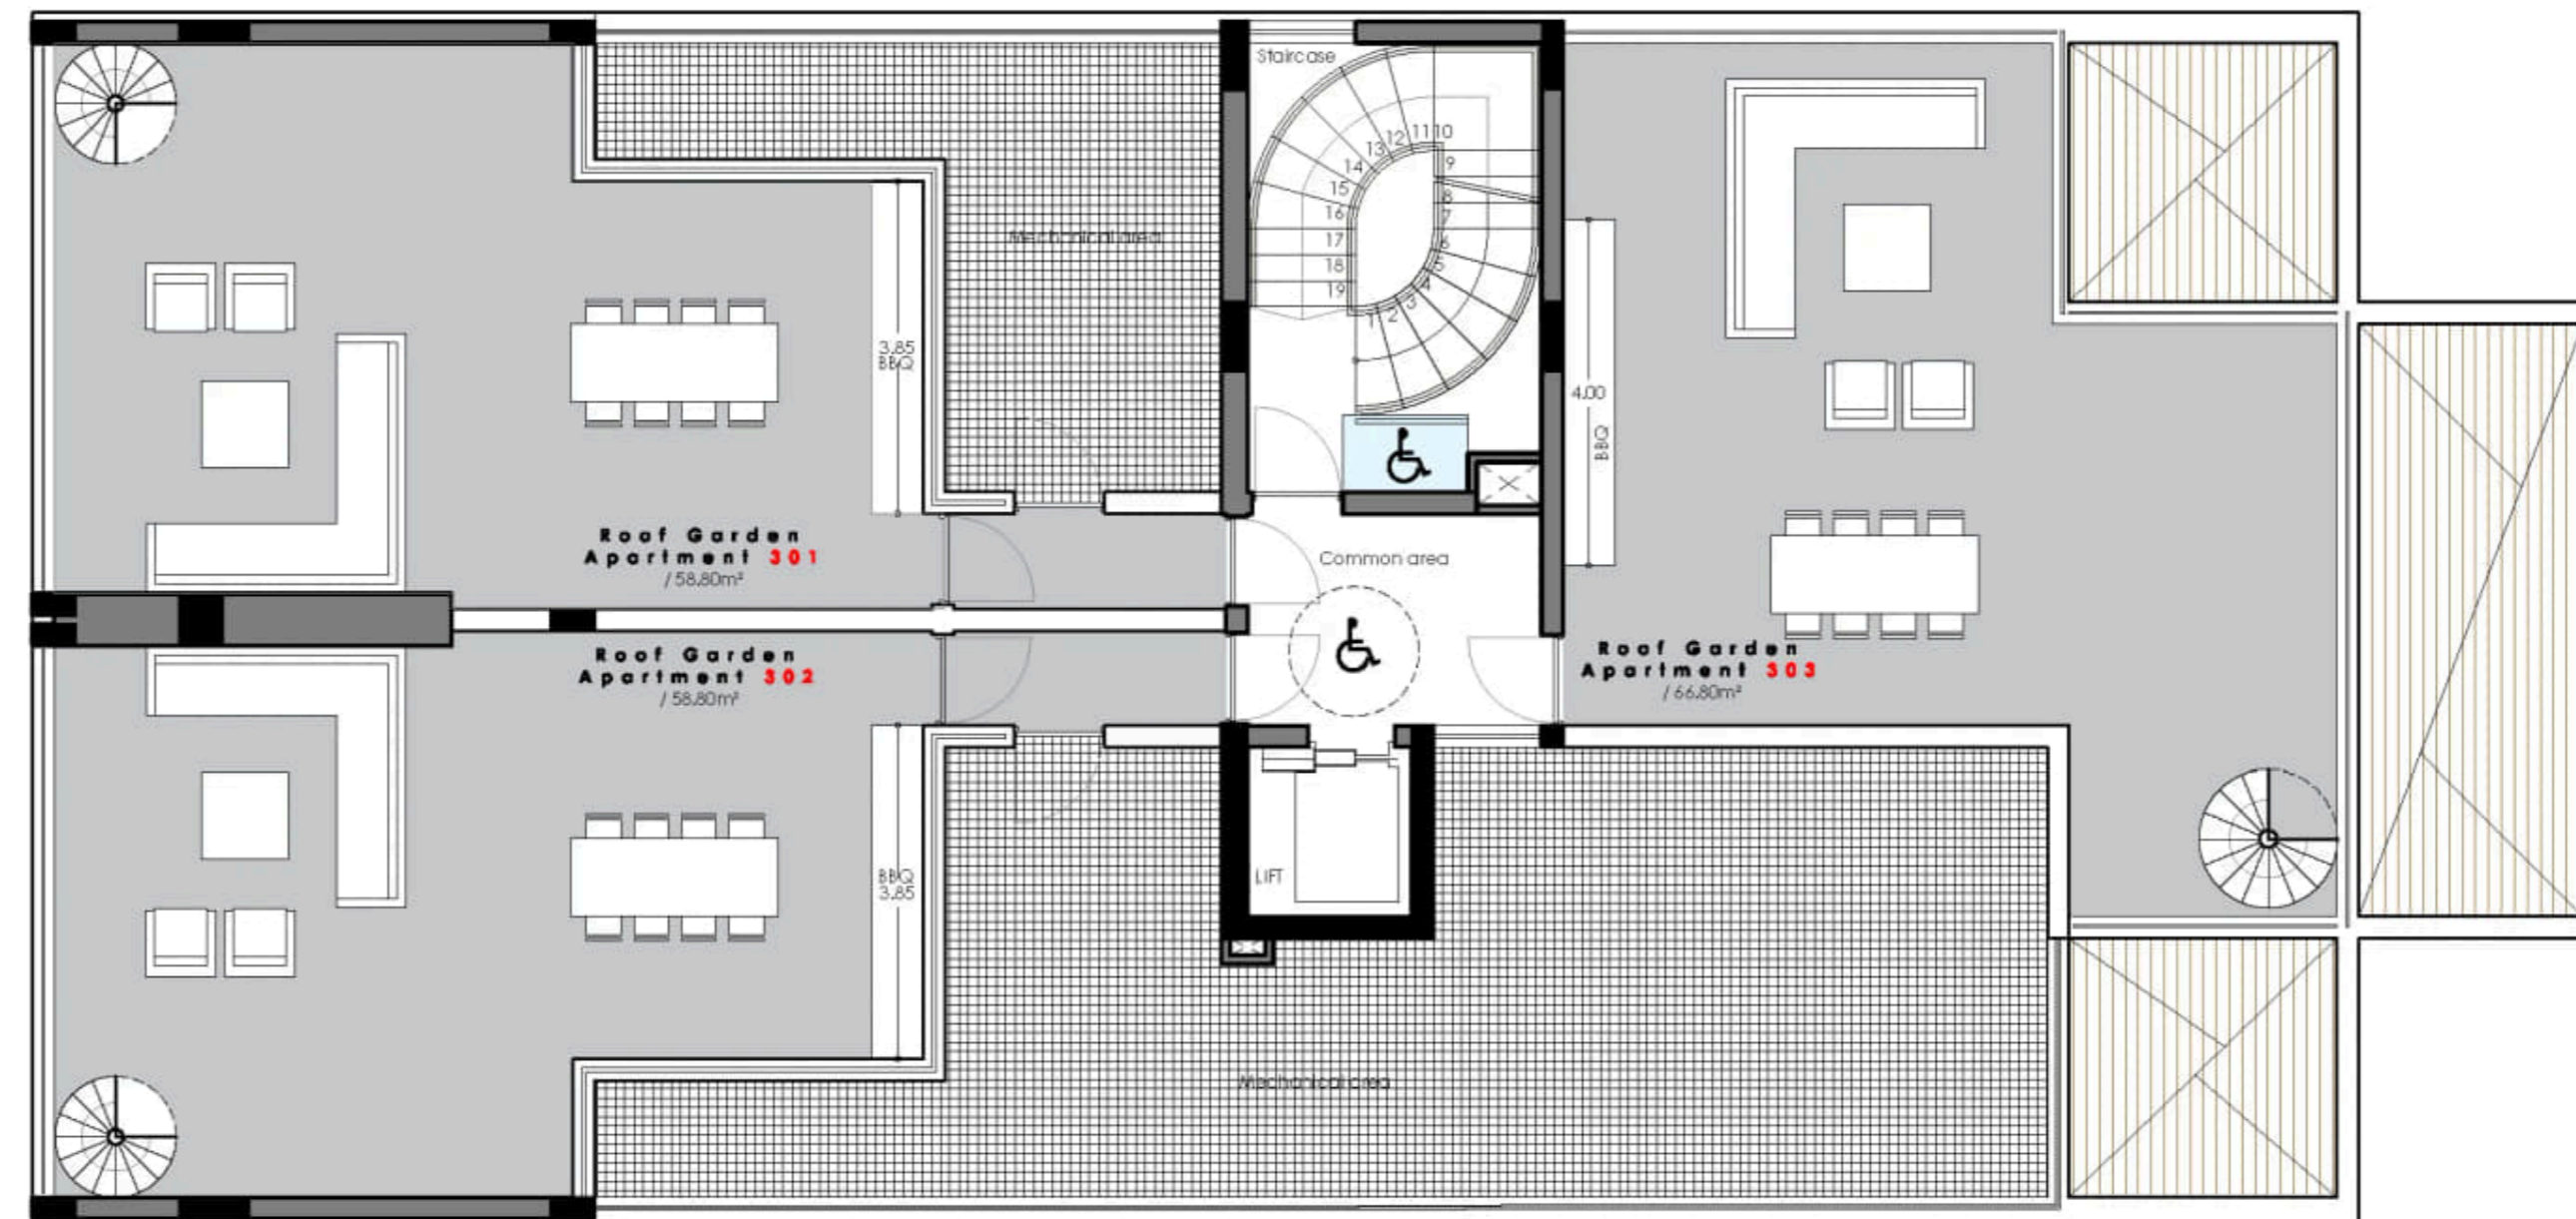 Staircase
Mechanical area
12 11 10
13
14 9
15 8
16 7
17 6
18 5
19 4
3
1 2
3.85
BBQ
4.00
BBQ
Roof Garden
Apartment 301
/ 58.80m²
Common area
Roof Garden
Apartment 302
/ 58.80m²
Roof Garden
Apartment 303
/ 66.80m²
BBQ
3.85
LIFT
Mechanical area